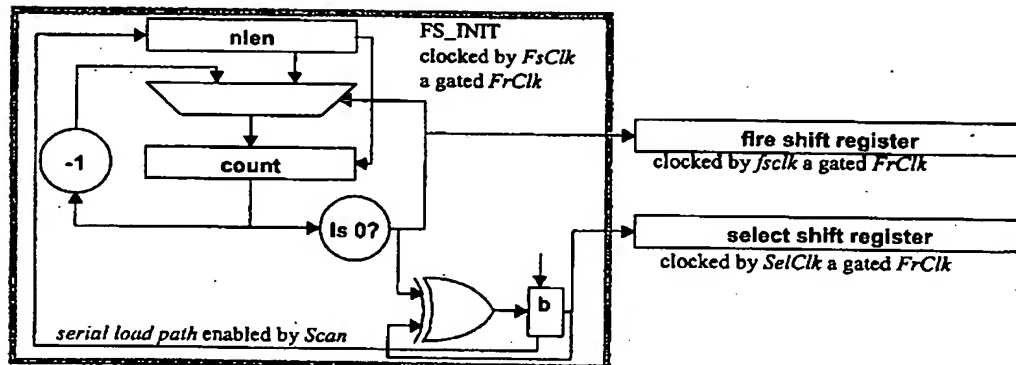 nlen
FS_INIT
clocked by FsClk
a gated FrClk
-1
count
Is 0?
fire shift register
clocked by fsclk a gated FrClk
select shift register
clocked by SelClk a gated FrClk
b
serial load path enabled by Scan